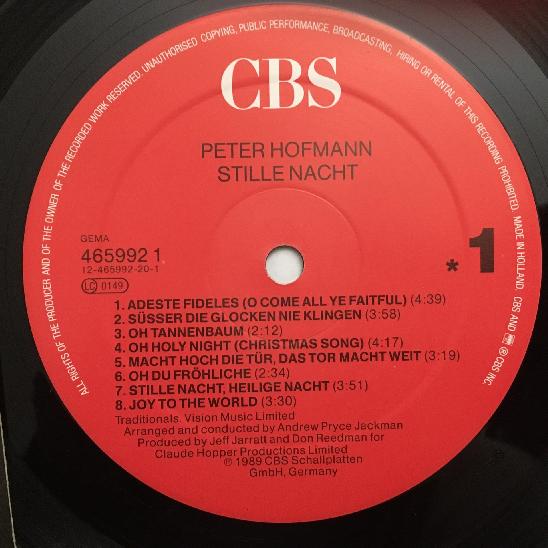 ALL RIGHTS OF THE PRODUCER AND OF THE OWNER OF THE RECORDED WORK RESERVED. UNAUTHORISED COPYING, PUBLIC PERFORMANCE, BROADCASTING, HIRING OR RENTAL OF THIS RECORDING PROHIBITED. MADE IN HOLLAND. CBS AND ℗ CBS INC
CBS
PETER HOFMANN
STILLE NACHT
GEMA
465992 1
12-465992-20-1
LC 0149
* 1
1. ADESTE FIDELES (O COME ALL YE FAITFUL) (4:39)
2. SÜSSER DIE GLOCKEN NIE KLINGEN (3:58)
3. OH TANNENBAUM (2:12)
4. OH HOLY NIGHT (CHRISTMAS SONG) (4:17)
5. MACHT HOCH DIE TÜR, DAS TOR MACHT WEIT (3:19)
6. OH DU FRÖHLICHE (2:34)
7. STILLE NACHT, HEILIGE NACHT (3:51)
8. JOY TO THE WORLD (3:30)
Traditionals. Vision Music Limited
Arranged and conducted by Andrew Pryce Jackman
Produced by Jeff Jarratt and Don Reedman for
Claude Hopper Productions Limited
℗ 1989 CBS Schallplatten
GmbH, Germany